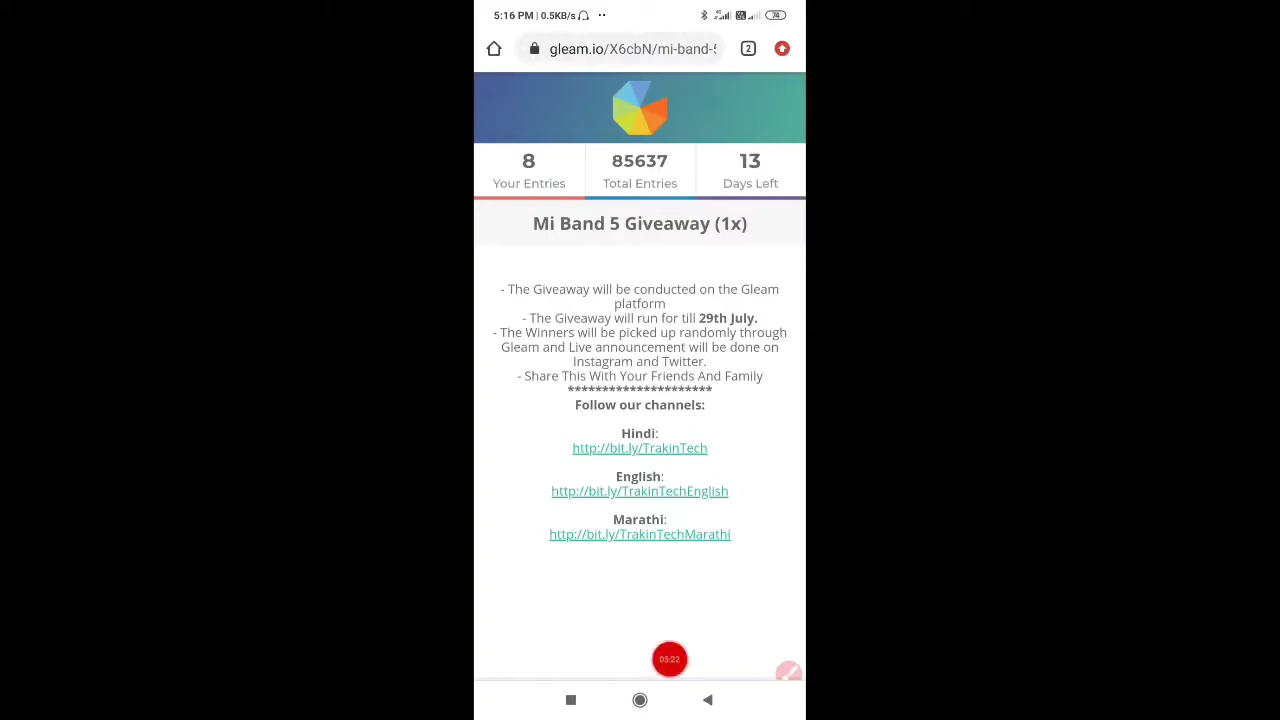 5:16 PM | 0.5KB/s
74
gleam.io/X6cbN/mi-band-5
2
8
Your Entries
85637
Total Entries
13
Days Left
Mi Band 5 Giveaway (1x)
- The Giveaway will be conducted on the Gleam
platform
- The Giveaway will run for till 29th July.
- The Winners will be picked up randomly through
Gleam and Live announcement will be done on
Instagram and Twitter.
- Share This With Your Friends And Family
*********************
Follow our channels:
Hindi:
http://bit.ly/TrakinTech
English:
http://bit.ly/TrakinTechEnglish
Marathi:
http://bit.ly/TrakinTechMarathi
05:22